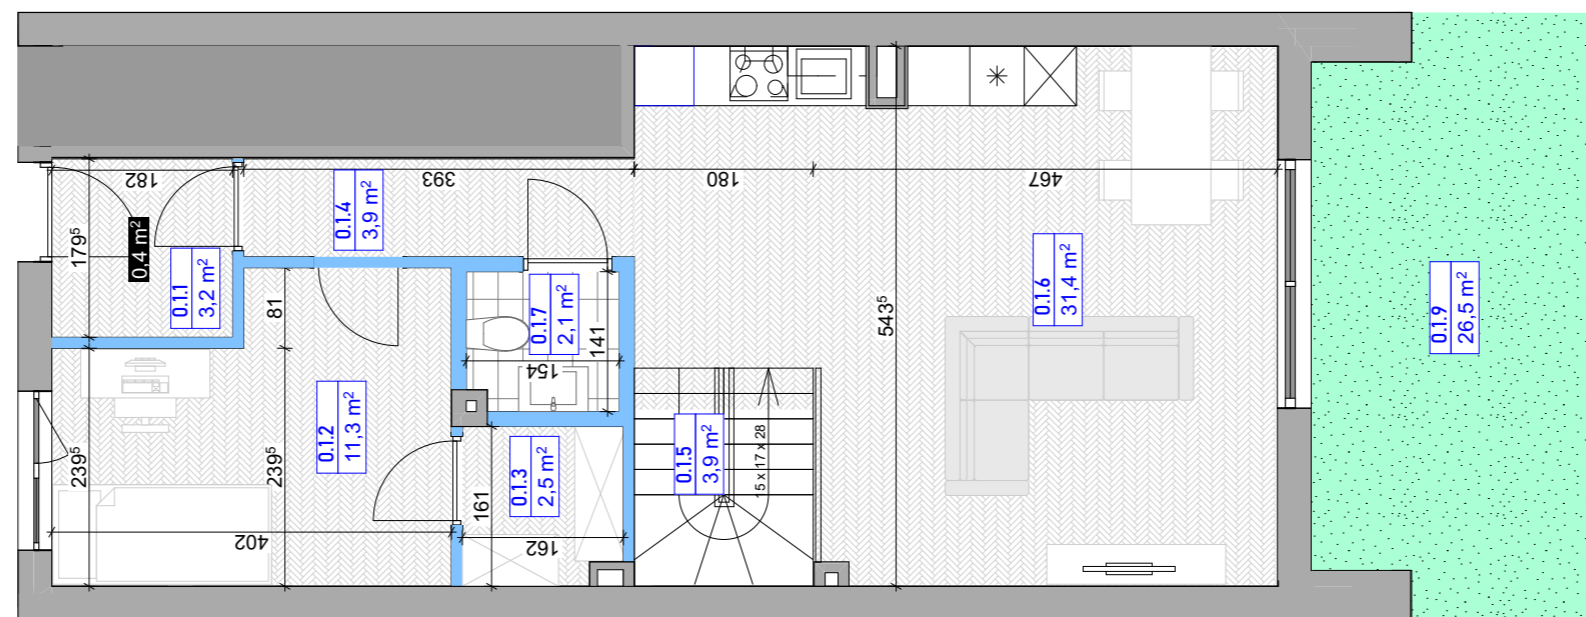 182
393
180
467
179⁵
0,4 m²
0.1.1
3,2 m²
0.1.4
3,9 m²
81
0.1.7
2,1 m²
141
154
543⁵
0.1.6
31,4 m²
0.1.9
26,5 m²
239⁵
239⁵
0.1.2
11,3 m²
402
161
0.1.3
2,5 m²
162
0.1.5
3,9 m²
15 x 17 x 28